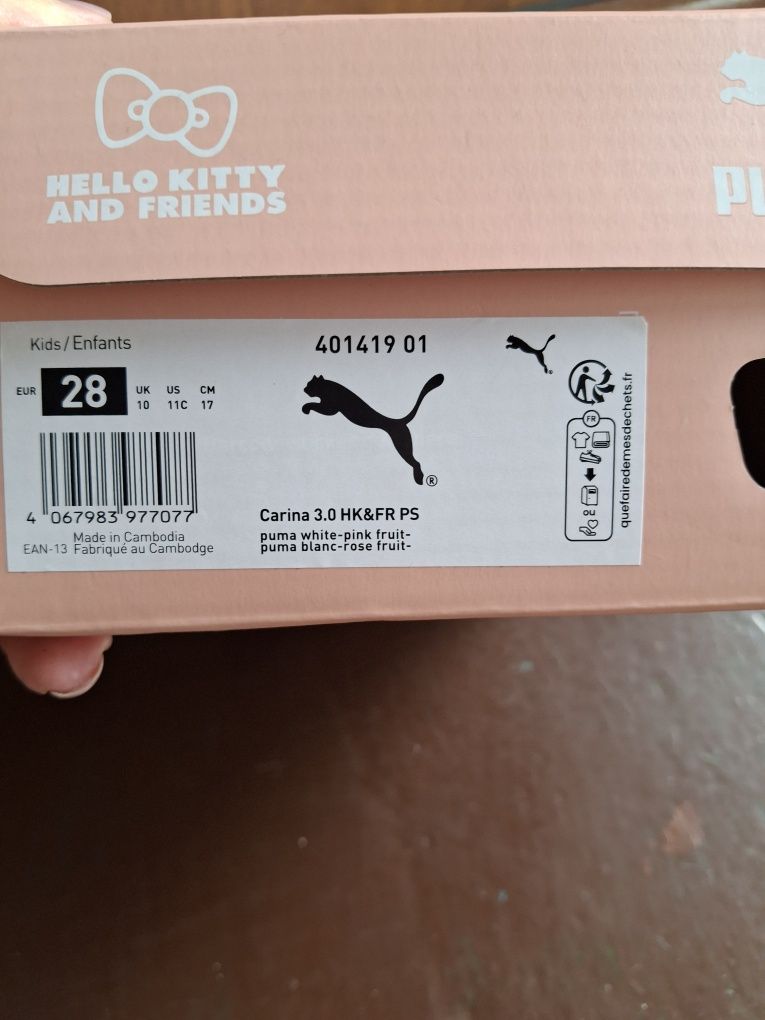 HELLO KITTY
AND FRIENDS
Kids/Enfants
401419 01
EUR 28 UK US CM
10 11C 17
®
4 067983 977077
Made in Cambodia
EAN-13 Fabriqué au Cambodge
Carina 3.0 HK&FR PS
puma white-pink fruit-
puma blanc-rose fruit-
FR
ou
quefairedemesdechets.fr